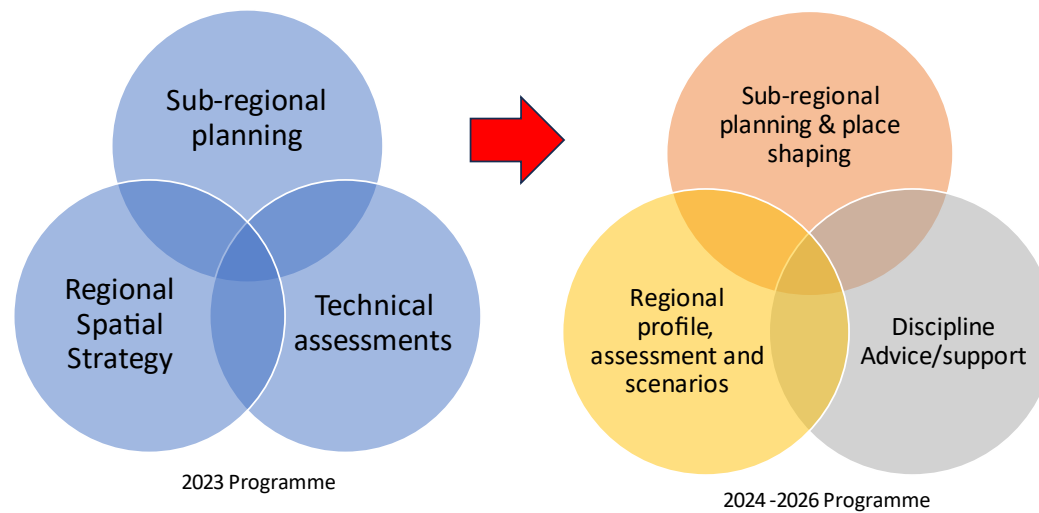 Sub-regional
planning
Regional
Spatial
Strategy
Technical
assessments
2023 Programme
Sub-regional
planning & place
shaping
Regional
profile,
assessment and
scenarios
Discipline
Advice/support
2024 -2026 Programme